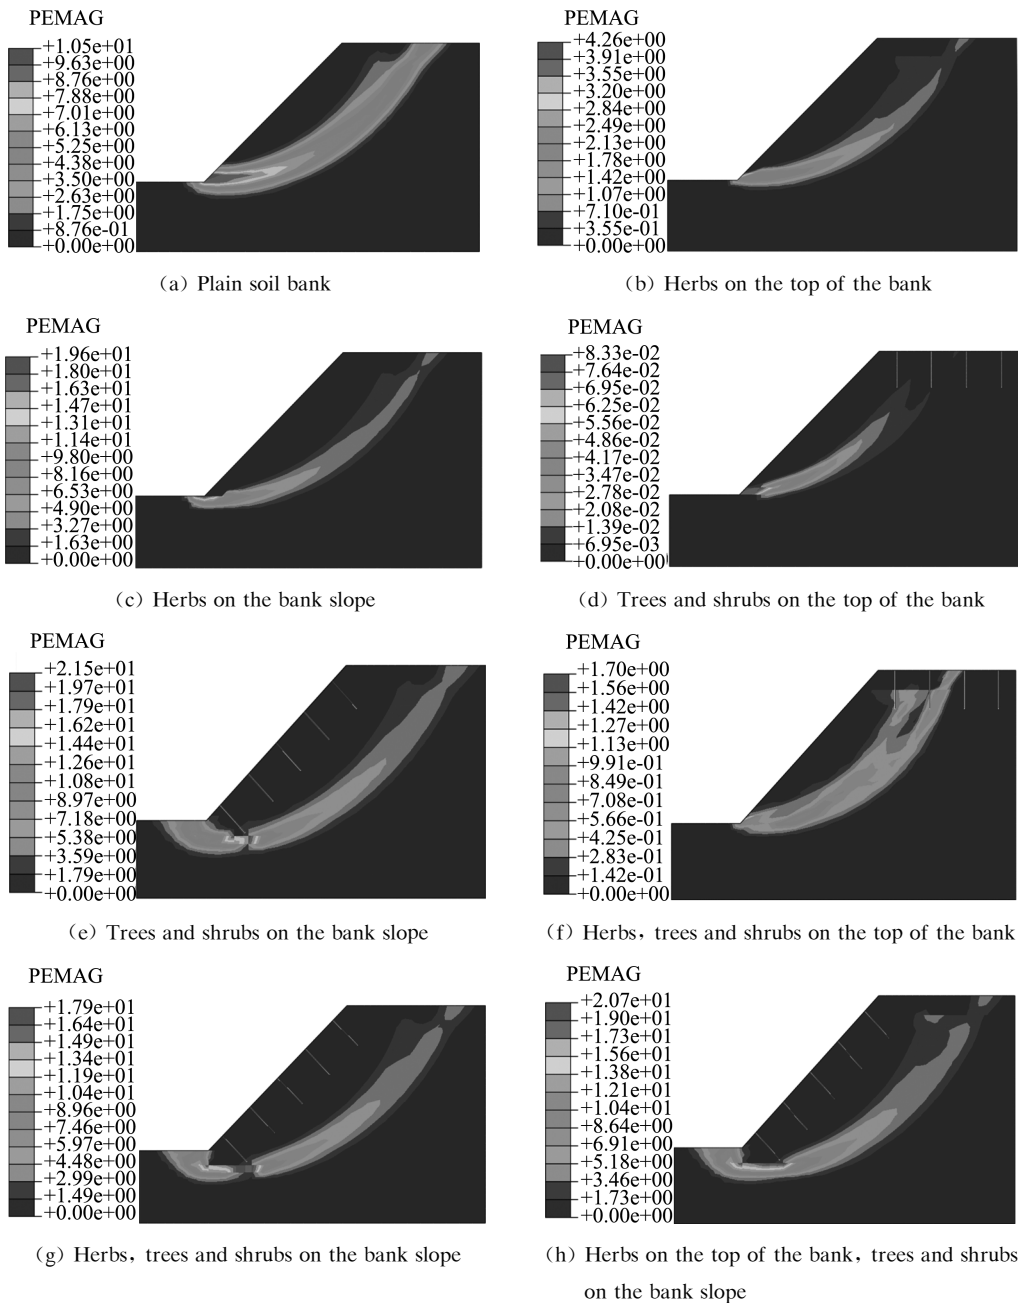 PEMAG
+1.05e+01
+9.63e+00
+8.76e+00
+7.88e+00
+7.01e+00
+6.13e+00
+5.25e+00
+4.38e+00
+3.50e+00
+2.63e+00
+1.75e+00
+8.76e-01
+0.00e+00
(a) Plain soil bank
PEMAG
+4.26e+00
+3.91e+00
+3.55e+00
+3.20e+00
+2.84e+00
+2.49e+00
+2.13e+00
+1.78e+00
+1.42e+00
+1.07e+00
+7.10e-01
+3.55e-01
+0.00e+00
(b) Herbs on the top of the bank
PEMAG
+1.96e+01
+1.80e+01
+1.63e+01
+1.47e+01
+1.31e+01
+1.14e+01
+9.80e+00
+8.16e+00
+6.53e+00
+4.90e+00
+3.27e+00
+1.63e+00
+0.00e+00
(c) Herbs on the bank slope
PEMAG
+8.33e-02
+7.64e-02
+6.95e-02
+6.25e-02
+5.56e-02
+4.86e-02
+4.17e-02
+3.47e-02
+2.78e-02
+2.08e-02
+1.39e-02
+6.95e-03
+0.00e+00
(d) Trees and shrubs on the top of the bank
PEMAG
+2.15e+01
+1.97e+01
+1.79e+01
+1.62e+01
+1.44e+01
+1.26e+01
+1.08e+01
+8.97e+00
+7.18e+00
+5.38e+00
+3.59e+00
+1.79e+00
+0.00e+00
(e) Trees and shrubs on the bank slope
PEMAG
+1.70e+00
+1.56e+00
+1.42e+00
+1.27e+00
+1.13e+00
+9.91e-01
+8.49e-01
+7.08e-01
+5.66e-01
+4.25e-01
+2.83e-01
+1.42e-01
+0.00e+00
(f) Herbs, trees and shrubs on the top of the bank
PEMAG
+1.79e+01
+1.64e+01
+1.49e+01
+1.34e+01
+1.19e+01
+1.04e+01
+8.96e+00
+7.46e+00
+5.97e+00
+4.48e+00
+2.99e+00
+1.49e+00
+0.00e+00
(g) Herbs, trees and shrubs on the bank slope
PEMAG
+2.07e+01
+1.90e+01
+1.73e+01
+1.56e+01
+1.38e+01
+1.21e+01
+1.04e+01
+8.64e+00
+6.91e+00
+5.18e+00
+3.46e+00
+1.73e+00
+0.00e+00
(h) Herbs on the top of the bank, trees and shrubs
on the bank slope